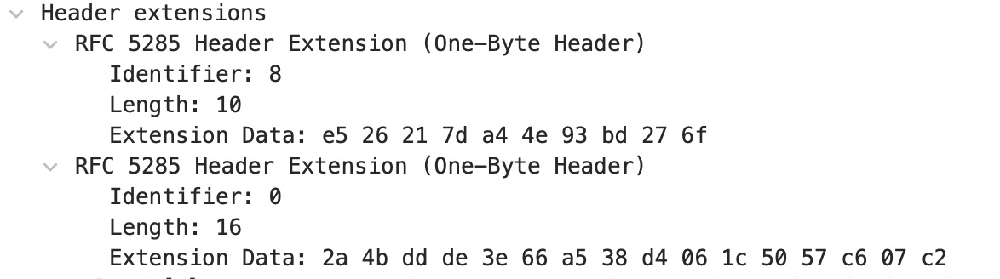 Header extensions
RFC 5285 Header Extension (One-Byte Header)
Identifier: 8
Length: 10
Extension Data: e5 26 21 7d a4 4e 93 bd 27 6f
RFC 5285 Header Extension (One-Byte Header)
Identifier: 0
Length: 16
Extension Data: 2a 4b dd de 3e 66 a5 38 d4 06 1c 50 57 c6 07 c2